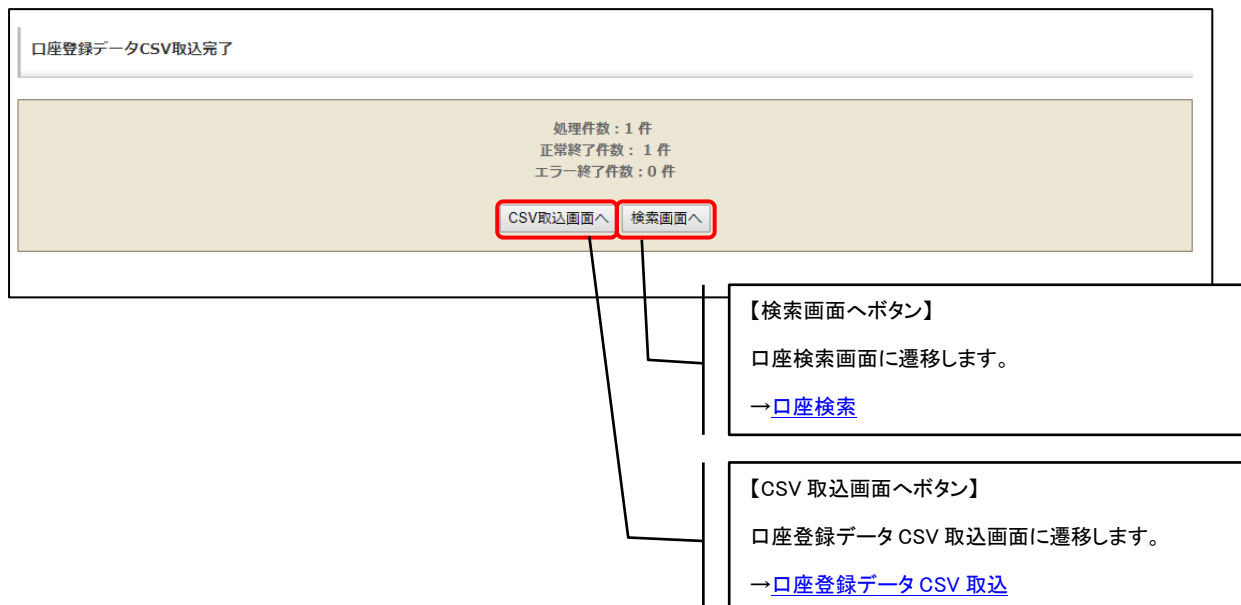 口座登録データCSV取込完了
処理件数：1 件
正常終了件数： 1 件
エラー終了件数：0 件
CSV取込画面へ 検索画面へ
【検索画面へボタン】
口座検索画面に遷移します。
→口座検索
【CSV 取込画面へボタン】
口座登録データ CSV 取込画面に遷移します。
→口座登録データ CSV 取込